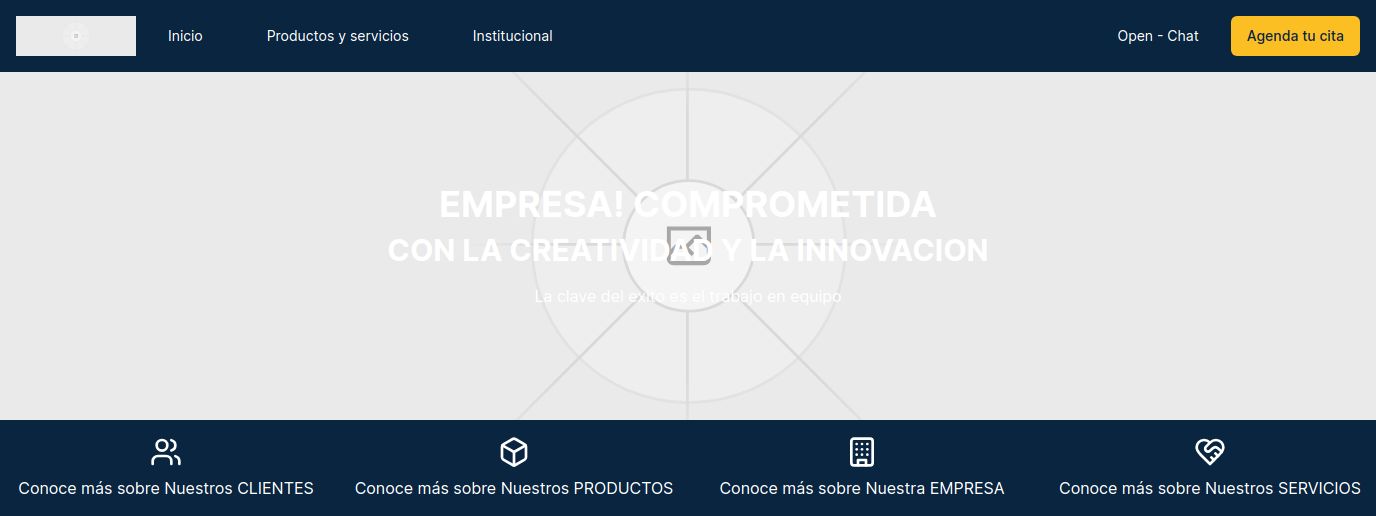 Inicio
Productos y servicios
Institucional
Open - Chat
Agenda tu cita
EMPRESA! COMPROMETIDA
CON LA CREATIVIDAD Y LA INNOVACION
La clave del exito es el trabajo en equipo
Conoce más sobre Nuestros CLIENTES
Conoce más sobre Nuestros PRODUCTOS
Conoce más sobre Nuestra EMPRESA
Conoce más sobre Nuestros SERVICIOS